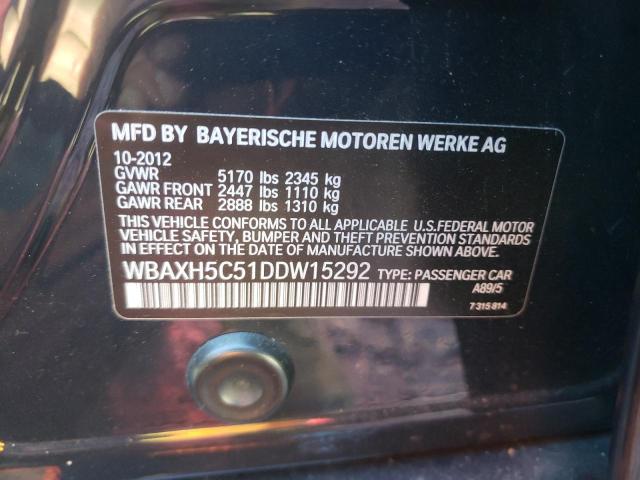 MFD BY BAYERISCHE MOTOREN WERKE AG
10-2012
GVWR 5170 lbs 2345 kg
GAWR FRONT 2447 lbs 1110 kg
GAWR REAR 2888 lbs 1310 kg
THIS VEHICLE CONFORMS TO ALL APPLICABLE U.S.FEDERAL MOTOR
VEHICLE SAFETY, BUMPER AND THEFT PREVENTION STANDARDS
IN EFFECT ON THE DATE OF MANUFACTURE SHOWN ABOVE.
WBAXH5C51DDW15292 TYPE: PASSENGER CAR
A89/5
7 315 814